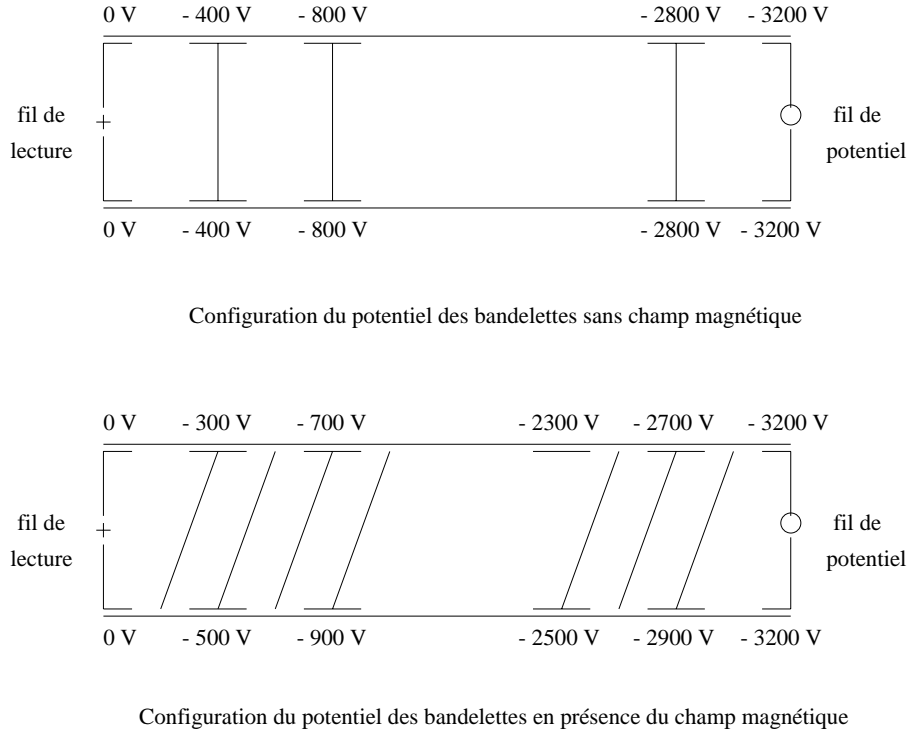 0 V - 400 V - 800 V - 2800 V - 3200 V
fil de
lecture
fil de
potentiel
0 V - 400 V - 800 V - 2800 V - 3200 V
Configuration du potentiel des bandelettes sans champ magnétique
0 V - 300 V - 700 V - 2300 V - 2700 V - 3200 V
fil de
lecture
fil de
potentiel
0 V - 500 V - 900 V - 2500 V - 2900 V - 3200 V
Configuration du potentiel des bandelettes en présence du champ magnétique